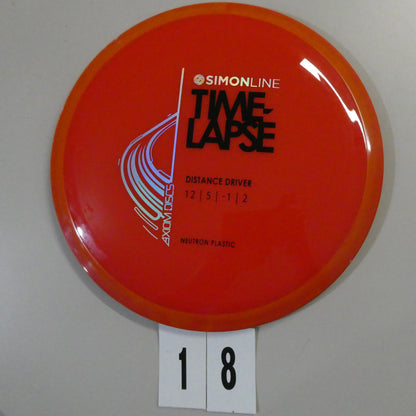 SIMONLINE
TIME-
LAPSE
DISTANCE DRIVER
12 | 5 | -1 | 2
AXIOM DISCS
NEUTRON PLASTIC
1 8